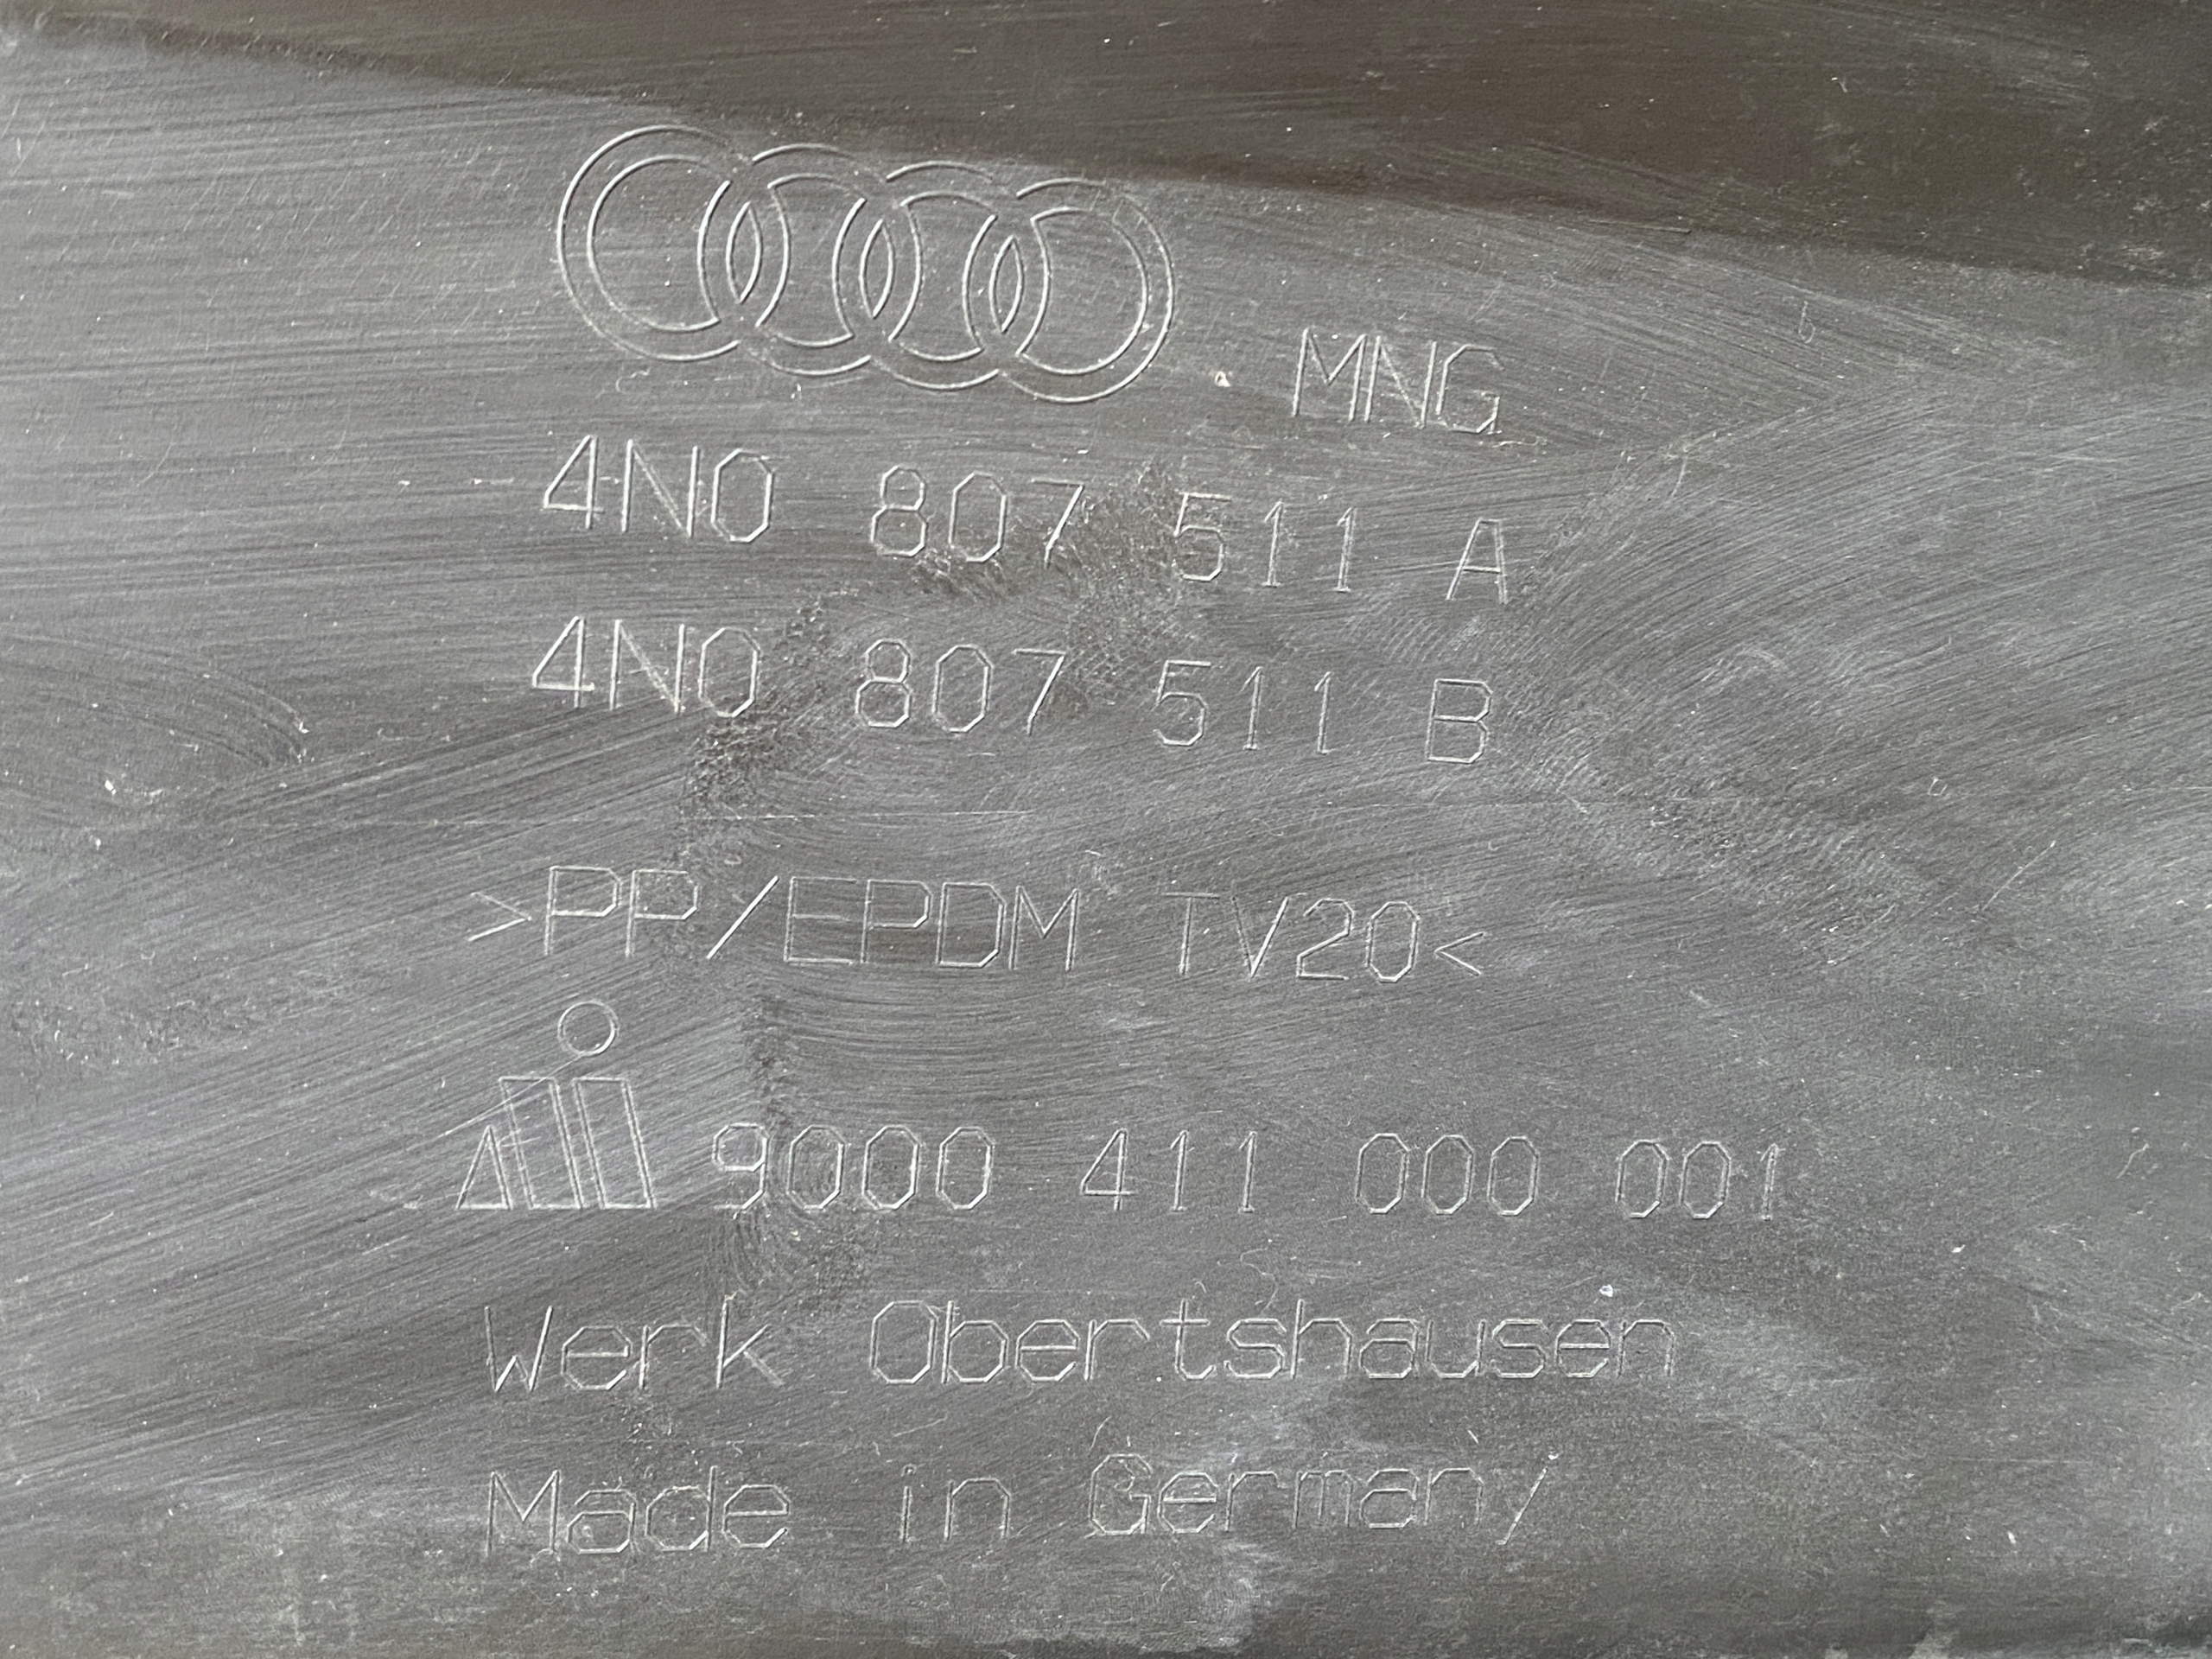 MNG
4N0 807 511 A
4N0 807 511 B
>PP/EPDM TV20<
9000 411 000 001
Werk Obertshausen
Made in Germany